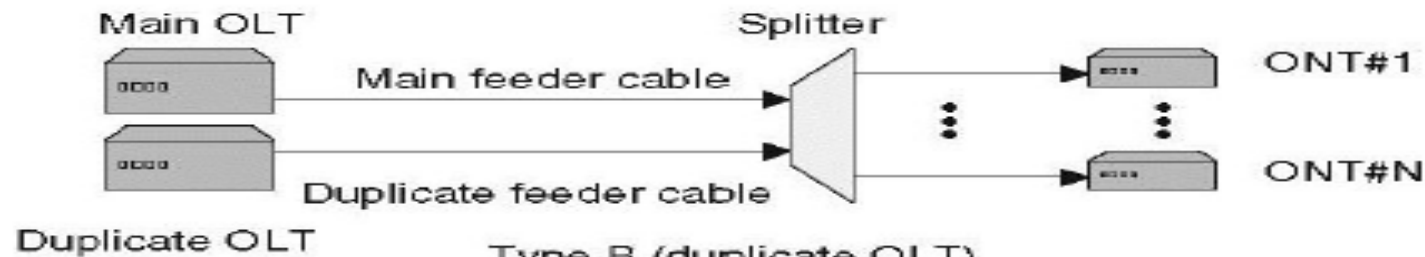 Main OLT
Splitter
Main feeder cable
ONT#1
Duplicate feeder cable
ONT#N
Duplicate OLT
Type B (duplicate OLT)